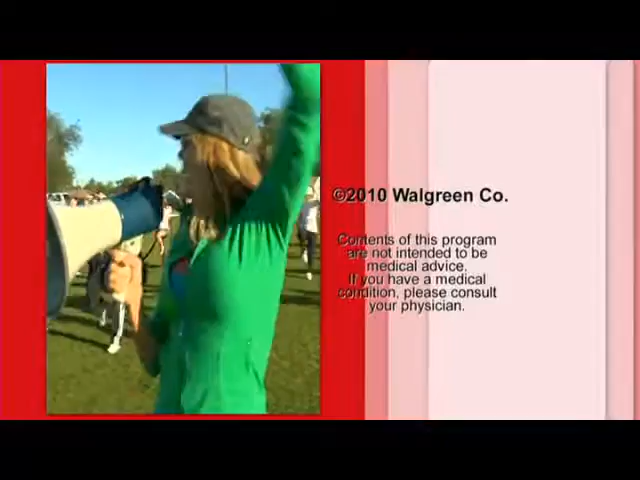 ©2010 Walgreen Co.
Contents of this program
are not intended to be
medical advice.
If you have a medical
condition, please consult
your physician.